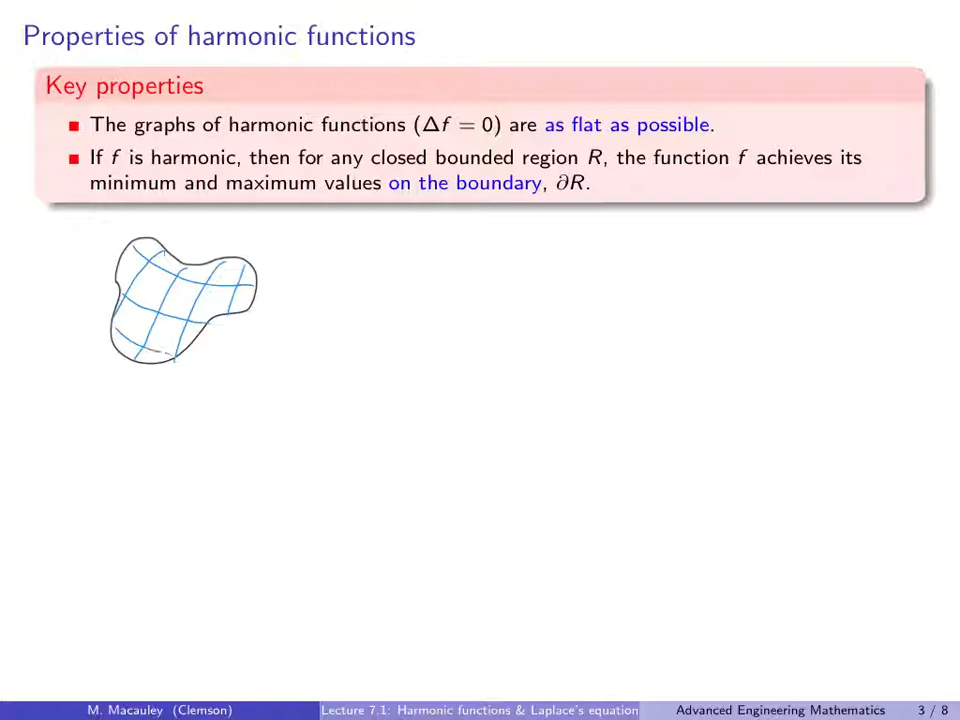 Properties of harmonic functions
Key properties
The graphs of harmonic functions (Δf = 0) are as flat as possible.
If f is harmonic, then for any closed bounded region R, the function f achieves its
minimum and maximum values on the boundary, ∂R.
M. Macauley (Clemson) Lecture 7.1: Harmonic functions & Laplace's equation Advanced Engineering Mathematics 3 / 8